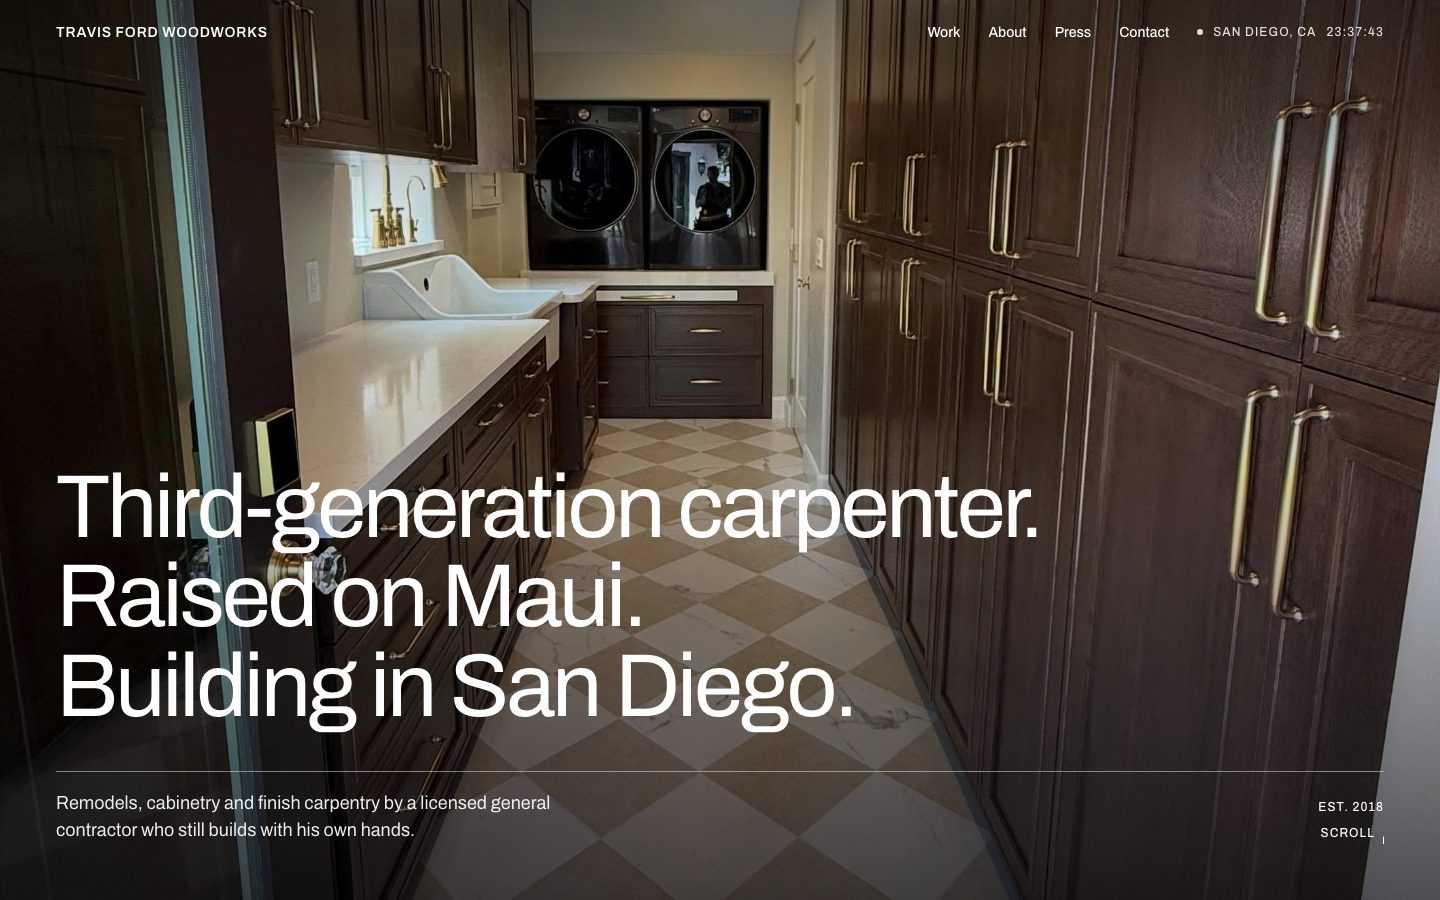 TRAVIS FORD WOODWORKS
Work About Press Contact SAN DIEGO, CA 23:37:43
Third-generation carpenter.
Raised on Maui.
Building in San Diego.
Remodels, cabinetry and finish carpentry by a licensed general
contractor who still builds with his own hands.
EST. 2018
SCROLL